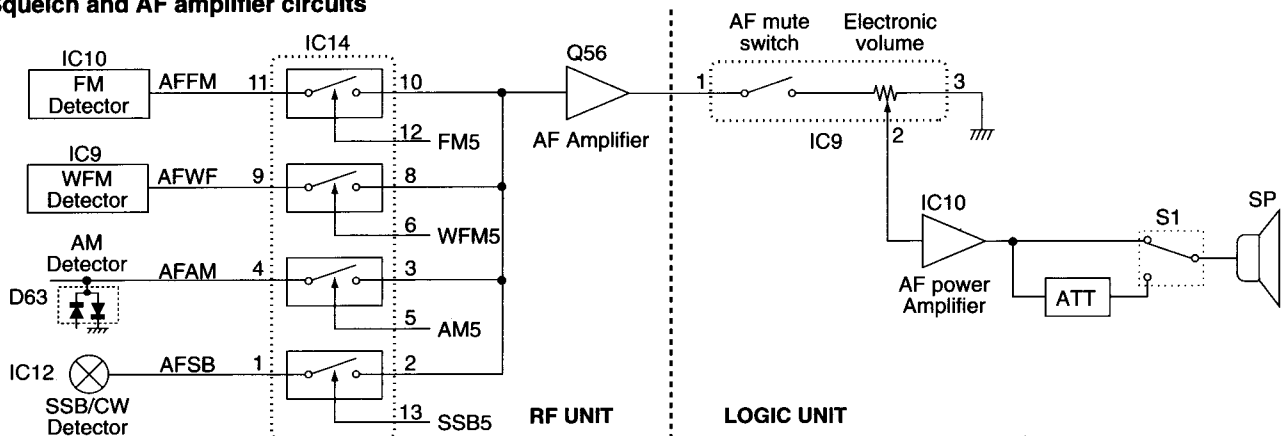 Squelch and AF amplifier circuits
IC10
FM
Detector
AFFM
11
IC14
10
12
FM5
IC9
WFM
Detector
AFWF
9
8
6
WFM5
AM
Detector
D63
AFAM
4
3
5
AM5
IC12
SSB/CW
Detector
AFSB
1
2
13
SSB5
Q56
AF Amplifier
RF UNIT
LOGIC UNIT
AF mute
switch
Electronic
volume
1
3
2
IC9
IC10
AF power
Amplifier
ATT
S1
SP